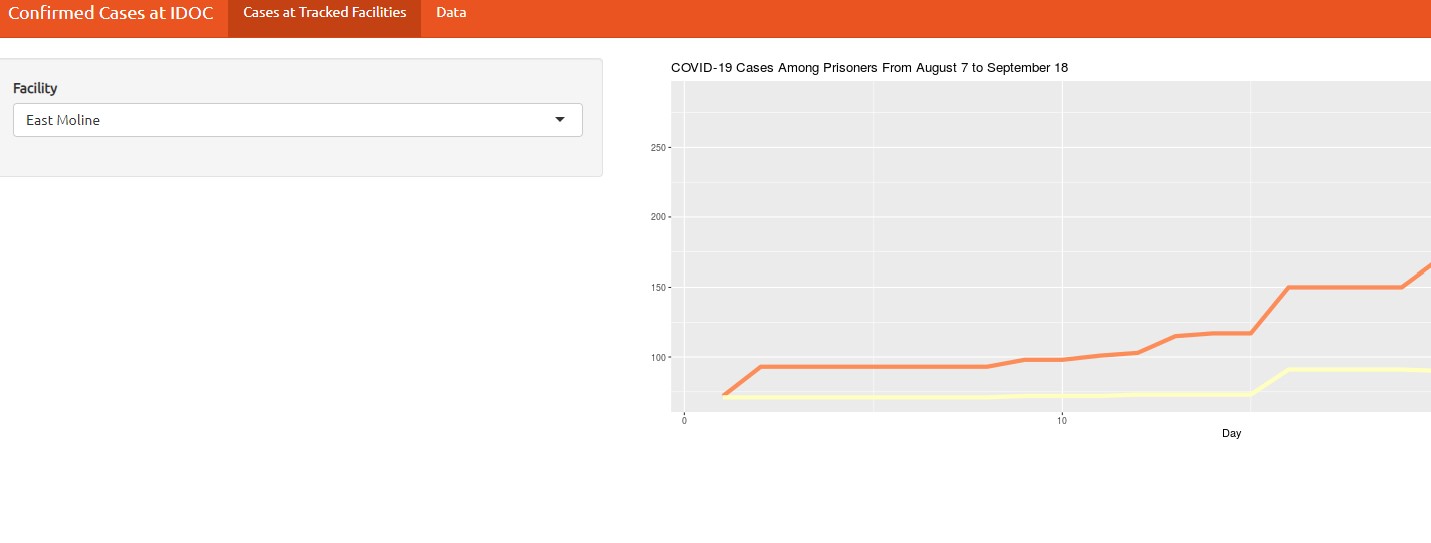 Confirmed Cases at IDOC Cases at Tracked Facilities Data
Facility
East Moline
COVID-19 Cases Among Prisoners From August 7 to September 18
250
200
150
100
0 10
Day